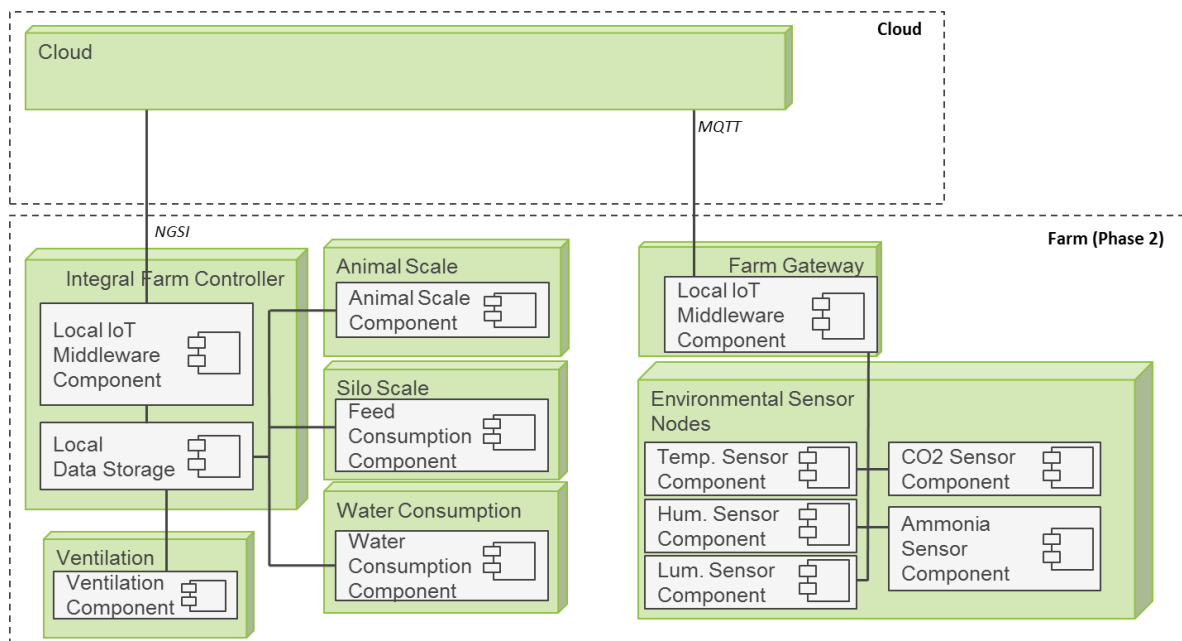 Cloud
Cloud
MQTT
NGSI
Farm (Phase 2)
Integral Farm Controller
Local IoT
Middleware
Component
Local
Data Storage
Ventilation
Ventilation
Component
Animal Scale
Animal Scale
Component
Silo Scale
Feed
Consumption
Component
Water Consumption
Water
Consumption
Component
Farm Gateway
Local IoT
Middleware
Component
Environmental Sensor
Nodes
Temp. Sensor
Component
CO2 Sensor
Component
Hum. Sensor
Component
Ammonia
Sensor
Component
Lum. Sensor
Component